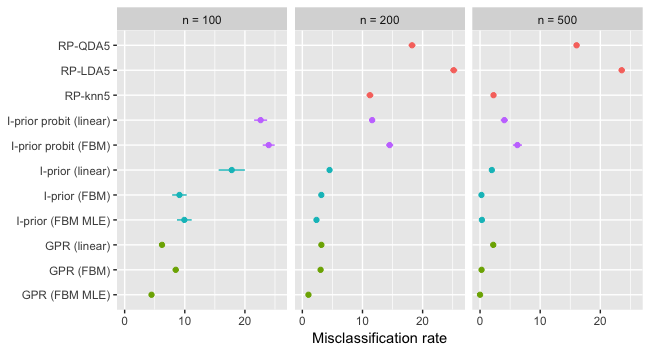 n = 100
n = 200
n = 500
RP-QDA5
RP-LDA5
RP-knn5
I-prior probit (linear)
I-prior probit (FBM)
I-prior (linear)
I-prior (FBM)
I-prior (FBM MLE)
GPR (linear)
GPR (FBM)
GPR (FBM MLE)
0 10 20
0 10 20
0 10 20
Misclassification rate